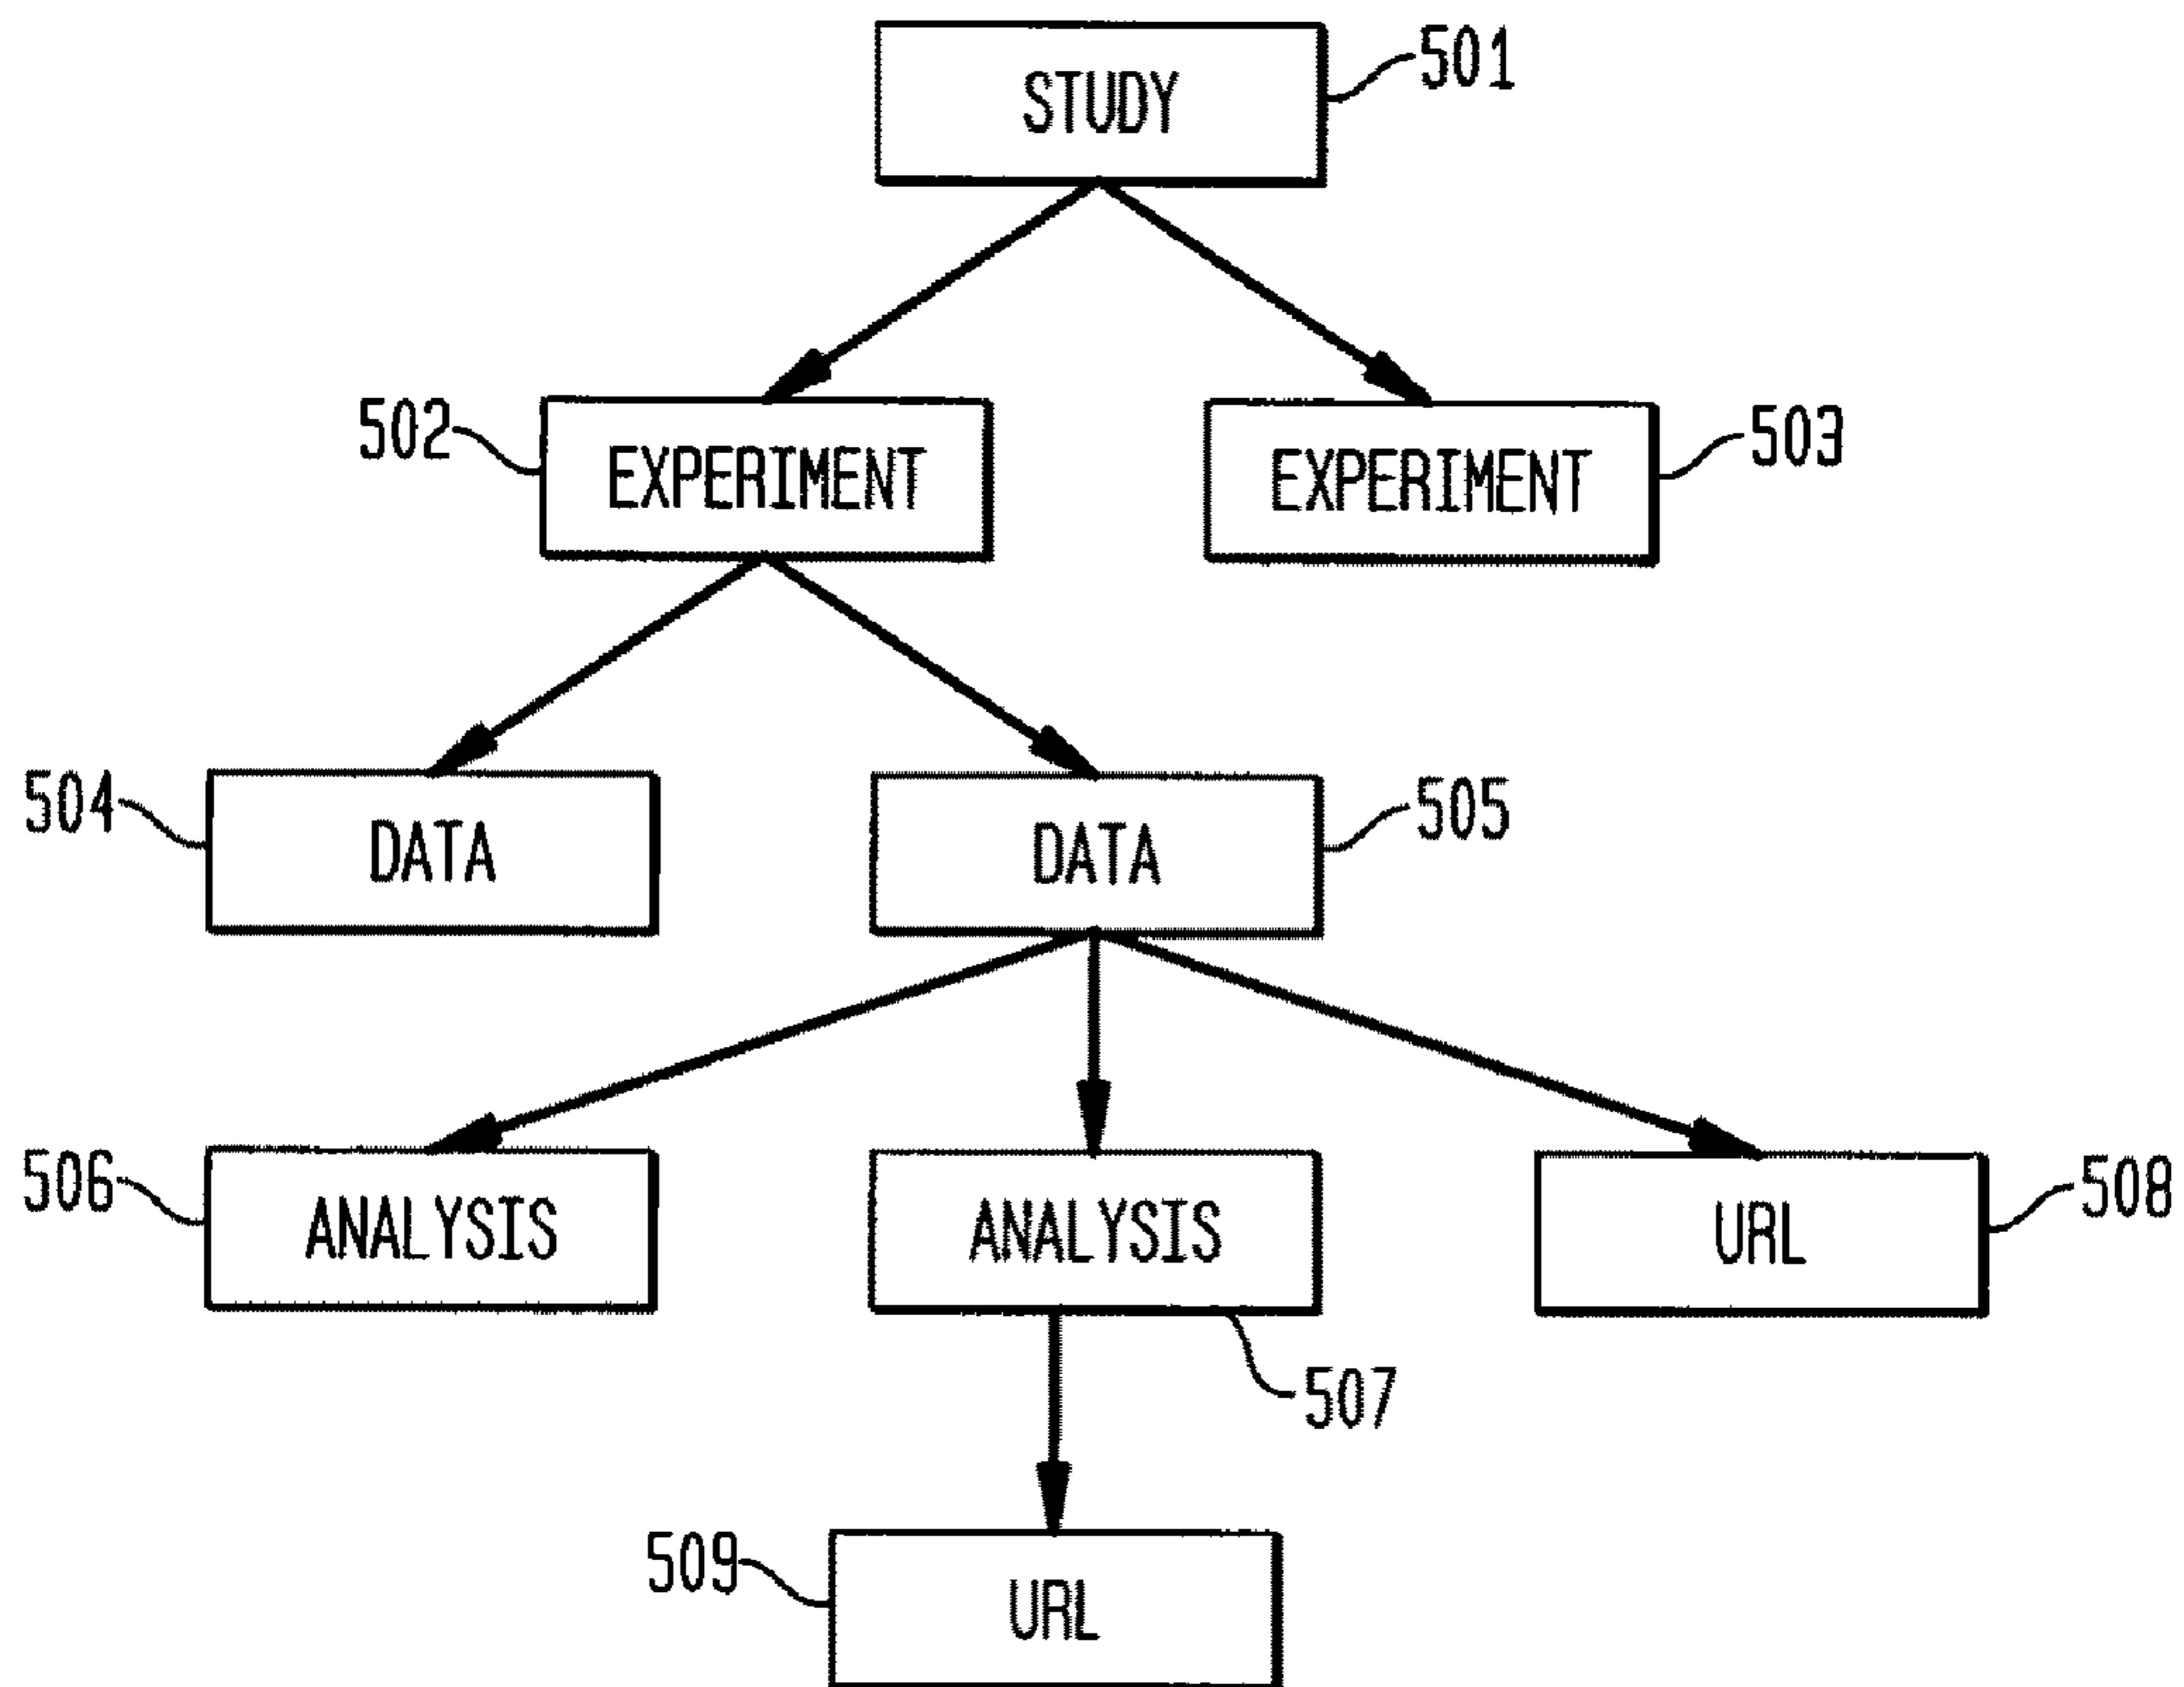 STUDY
501
502
EXPERIMENT
EXPERIMENT
503
504
DATA
DATA
505
506
ANALYSIS
ANALYSIS
URL
508
507
509
URL